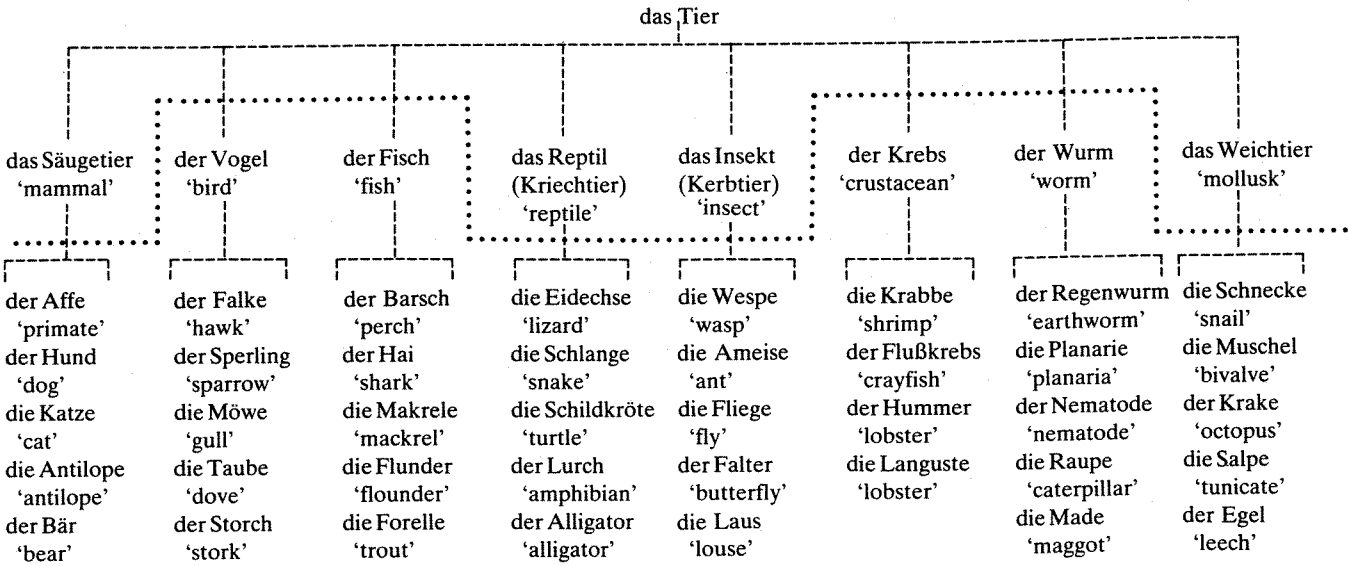 das Tier
das Säugetier
‘mammal’
der Vogel
‘bird’
der Fisch
‘fish’
das Reptil
(Kriechtier)
‘reptile’
das Insekt
(Kerbtier)
‘insect’
der Krebs
‘crustacean’
der Wurm
‘worm’
das Weichtier
‘mollusk’
der Affe
‘primate’
der Hund
‘dog’
die Katze
‘cat’
die Antilope
‘antilope’
der Bär
‘bear’
der Falke
‘hawk’
der Sperling
‘sparrow’
die Möwe
‘gull’
die Taube
‘dove’
der Storch
‘stork’
der Barsch
‘perch’
der Hai
‘shark’
die Makrele
‘mackrel’
die Flunder
‘flounder’
die Forelle
‘trout’
die Eidechse
‘lizard’
die Schlange
‘snake’
die Schildkröte
‘turtle’
der Lurch
‘amphibian’
der Alligator
‘alligator’
die Wespe
‘wasp’
die Ameise
‘ant’
die Fliege
‘fly’
der Falter
‘butterfly’
die Laus
‘louse’
die Krabbe
‘shrimp’
der Flußkrebs
‘crayfish’
der Hummer
‘lobster’
die Languste
‘lobster’
der Regenwurm
‘earthworm’
die Planarie
‘planaria’
der Nematode
‘nematode’
die Raupe
‘caterpillar’
die Made
‘maggot’
die Schnecke
‘snail’
die Muschel
‘bivalve’
der Krake
‘octopus’
die Salpe
‘tunicate’
der Egel
‘leech’